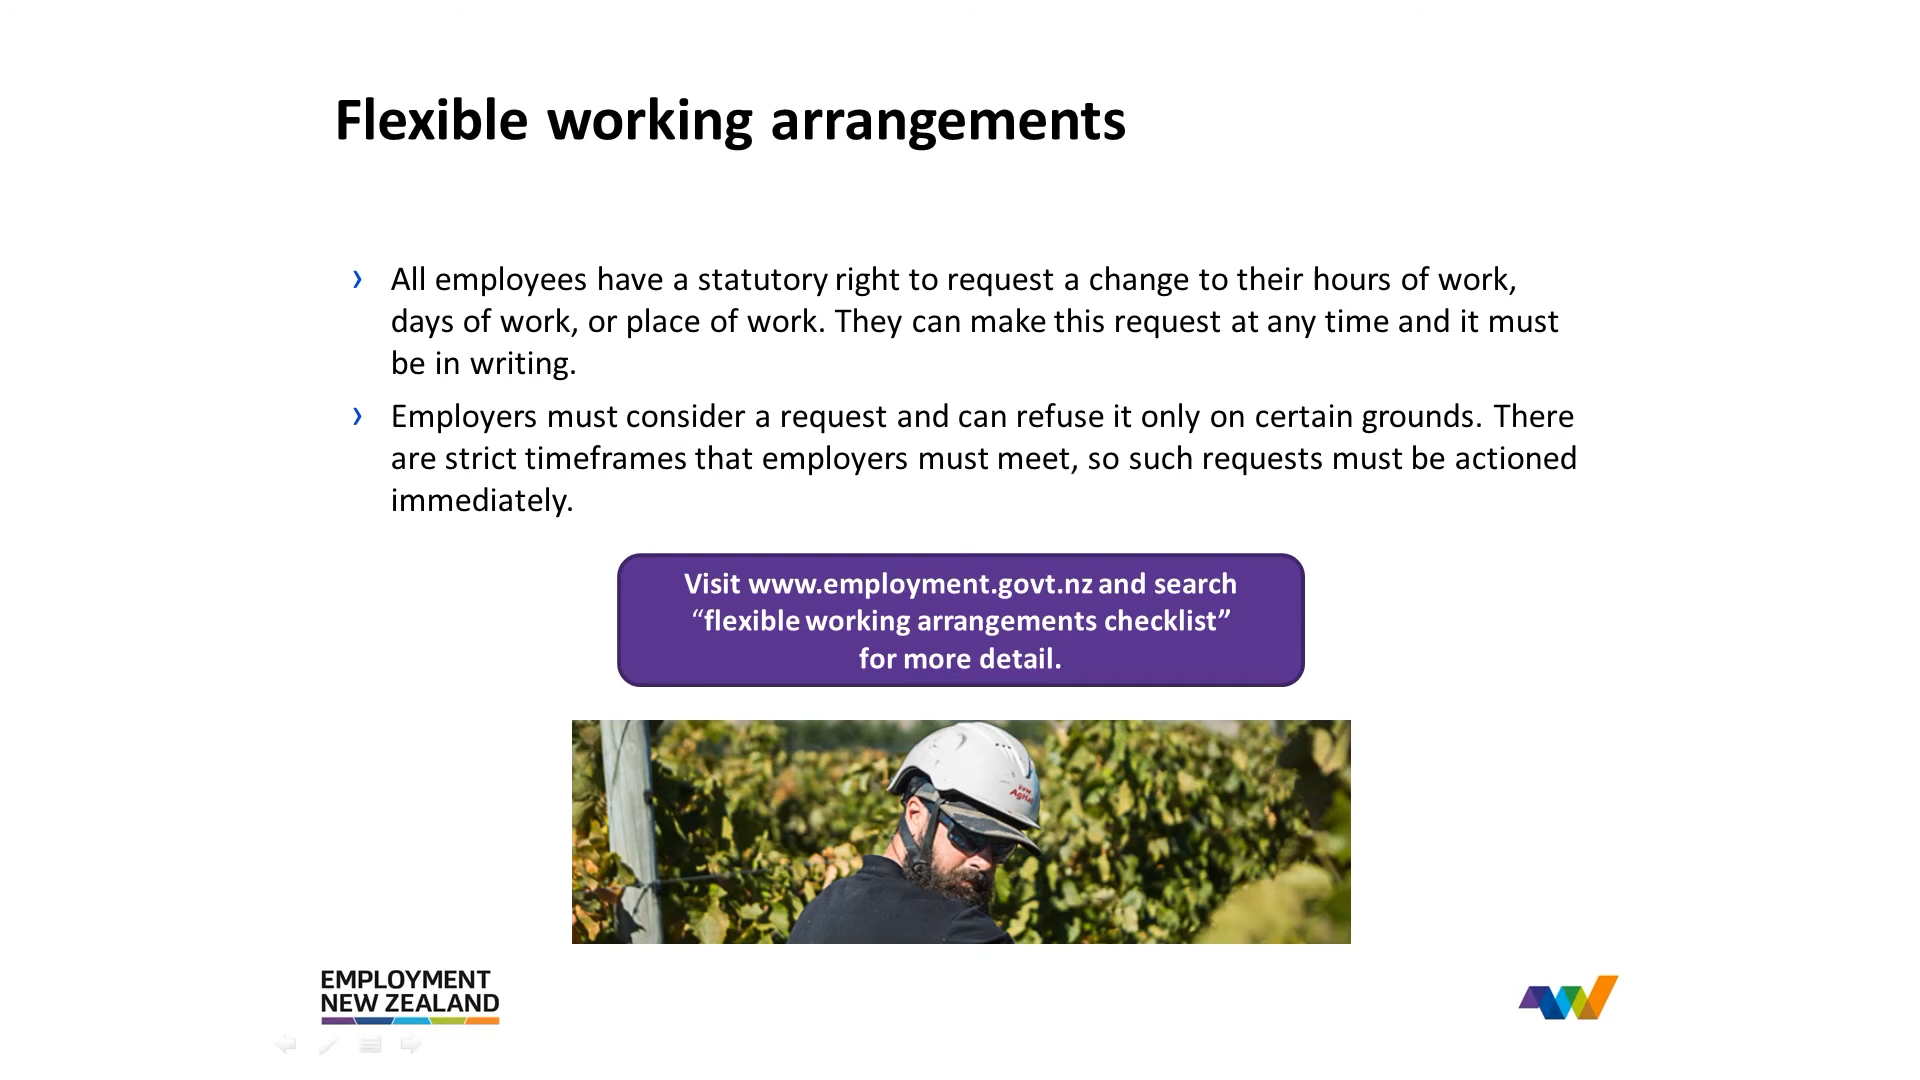 Flexible working arrangements
› All employees have a statutory right to request a change to their hours of work,
days of work, or place of work. They can make this request at any time and it must
be in writing.
› Employers must consider a request and can refuse it only on certain grounds. There
are strict timeframes that employers must meet, so such requests must be actioned
immediately.
Visit www.employment.govt.nz and search
“flexible working arrangements checklist”
for more detail.
AgHat
EMPLOYMENT
NEW ZEALAND